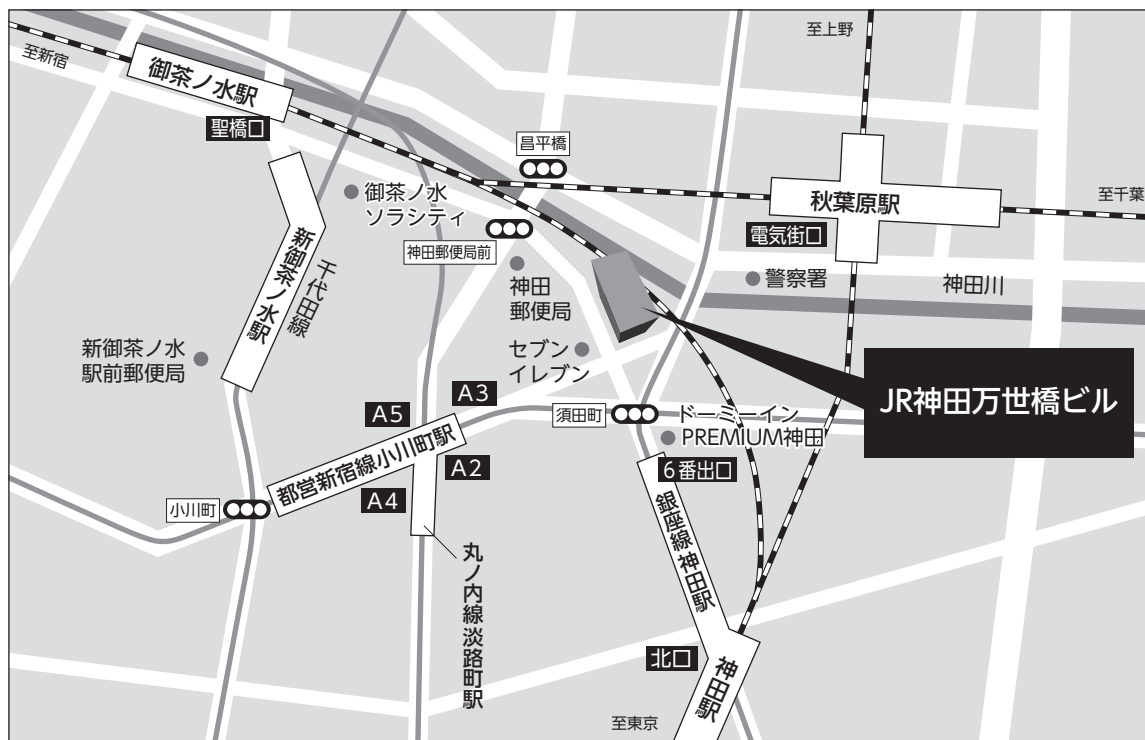 至上野
至新宿
御茶ノ水駅
聖橋口
昌平橋
御茶ノ水
ソラシティ
神田郵便局前
秋葉原駅
至千葉
電気街口
警察署
神田川
神田
郵便局
新御茶ノ水駅
千代田線
新御茶ノ水
駅前郵便局
セブン
イレブン
JR神田万世橋ビル
A3
A5
須田町
ドーミーイン
PREMIUM神田
都営新宿線小川町駅
A2
6番出口
A4
小川町
銀座線 神田駅
丸ノ内線 淡路町駅
北口
神田駅
至東京